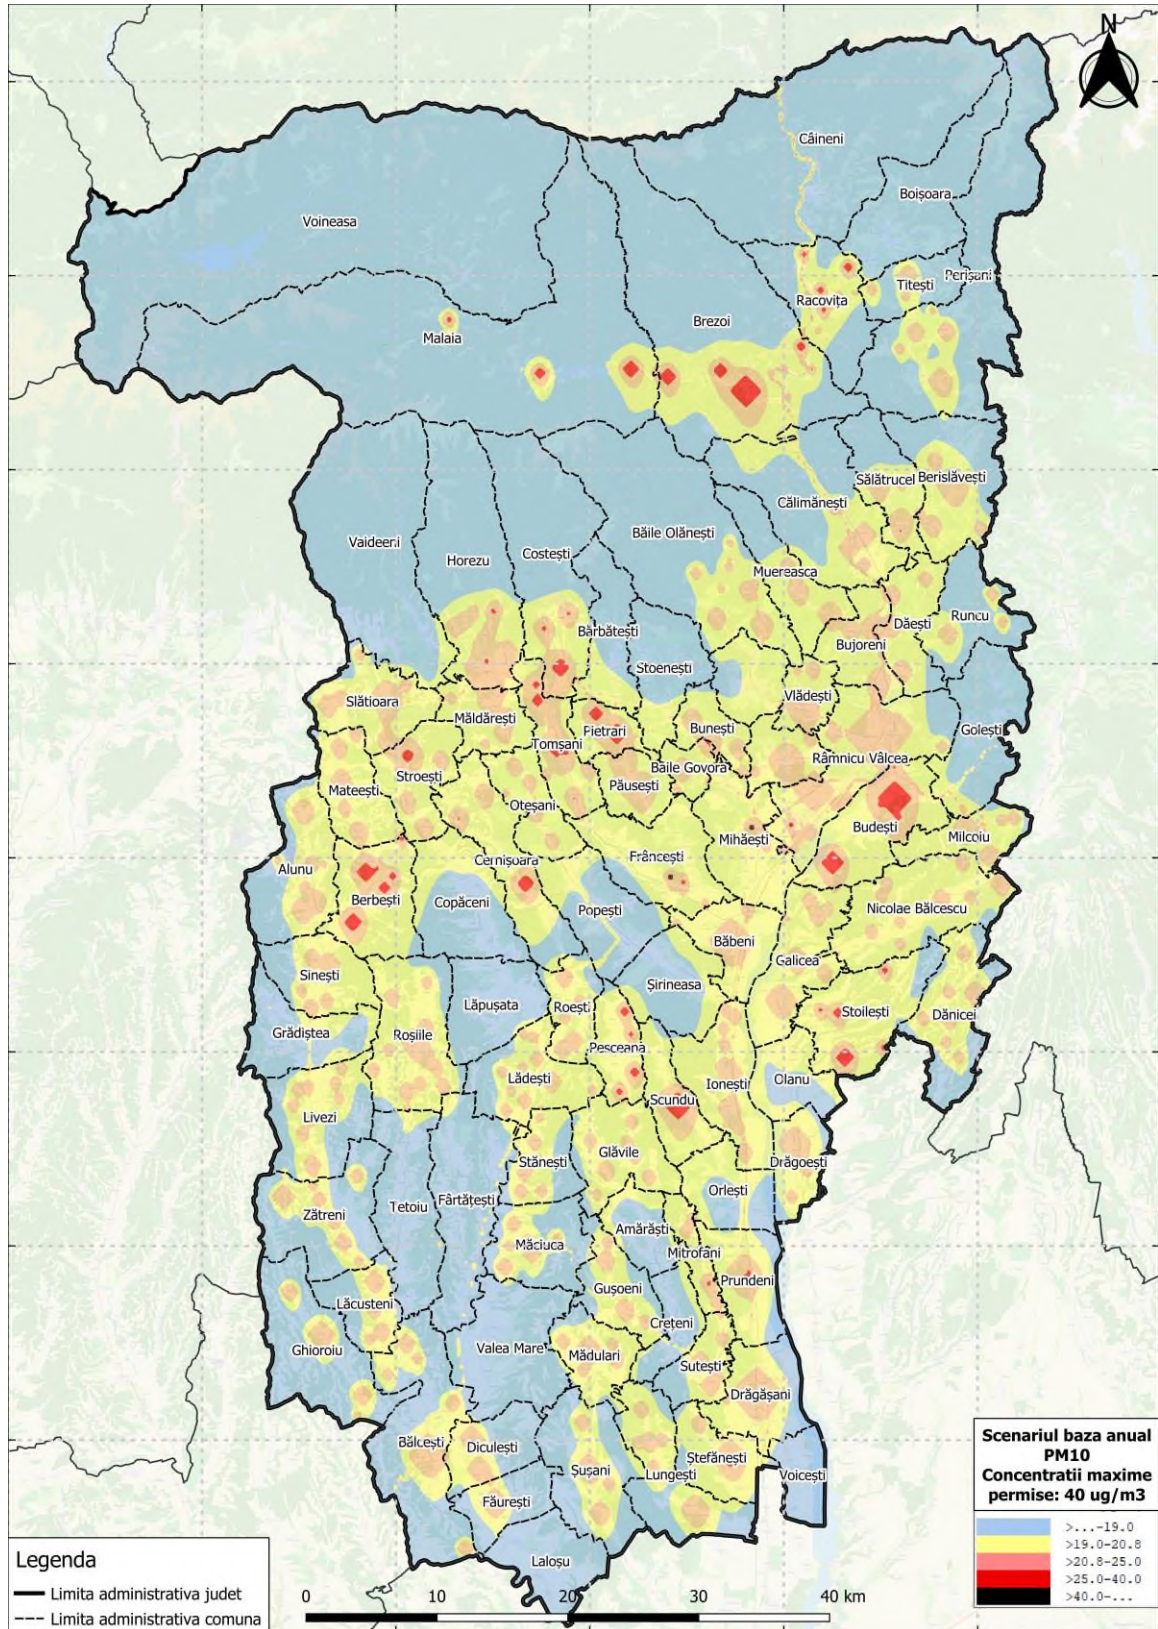 N
Câineni
Boișoara
Voineasa
Perișani
Titești
Racovița
Brezoi
Malaia
Sălătrucel
Berislăvești
Călimănești
Băile Olănești
Vaideeni
Costești
Horezu
Muereasca
Runcu
Dăești
Bărbătești
Bujoreni
Stoenești
Vlădești
Slătioara
Măldărești
Bunești
Golești
Fietrari
Tomșani
Râmnicu Vâlcea
Baile Govora
Stroești
Păusești
Mateești
Oteșani
Budești
Mihăești
Milcoiu
Frâncești
Cernișoara
Alunu
Berbești
Copăceni
Nicolae Bălcescu
Popești
Băbeni
Galicea
Sinești
Șirineasa
Lăpușata
Roești
Stoilești
Dănicei
Grădiștea
Roșiile
Pesceana
Lădești
Olanu
Ionești
Scundu
Livezi
Glăvile
Stănești
Drăgoești
Orlești
Tetoiu
Fârtățești
Zătreni
Amărăști
Măciuca
Mitrofani
Prundeni
Gușoeni
Lăcusteni
Crețeni
Ghioroiu
Valea Mare
Mădulari
Sutești
Drăgășani
Bălcești
Diculești
Ștefănești
Șușani
Lungești
Voicești
Făurești
Laloșu
Scenariul baza anual
PM10
Concentratii maxime
permise: 40 ug/m3
>...-19.0
>19.0-20.8
>20.8-25.0
>25.0-40.0
>40.0-...
Legenda
Limita administrativa judet
Limita administrativa comuna
0 10 20 30 40 km